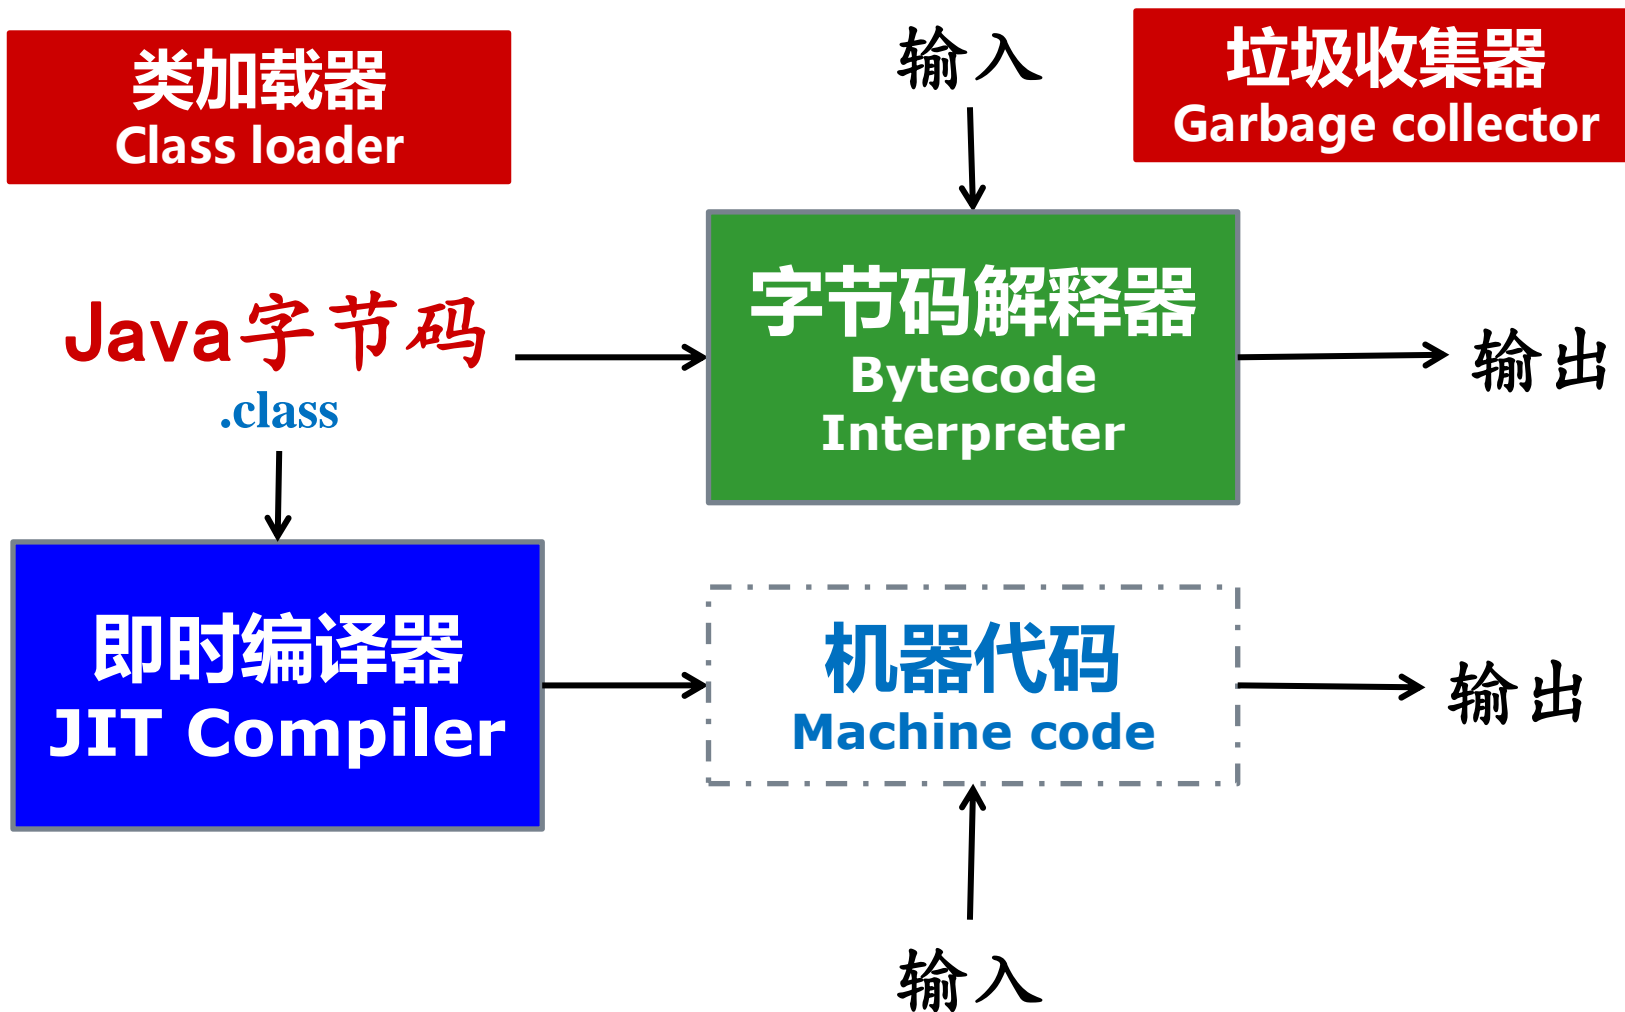 类加载器
Class loader
输入
垃圾收集器
Garbage collector
Java字节码
.class
字节码解释器
Bytecode
Interpreter
输出
即时编译器
JIT Compiler
机器代码
Machine code
输出
输入